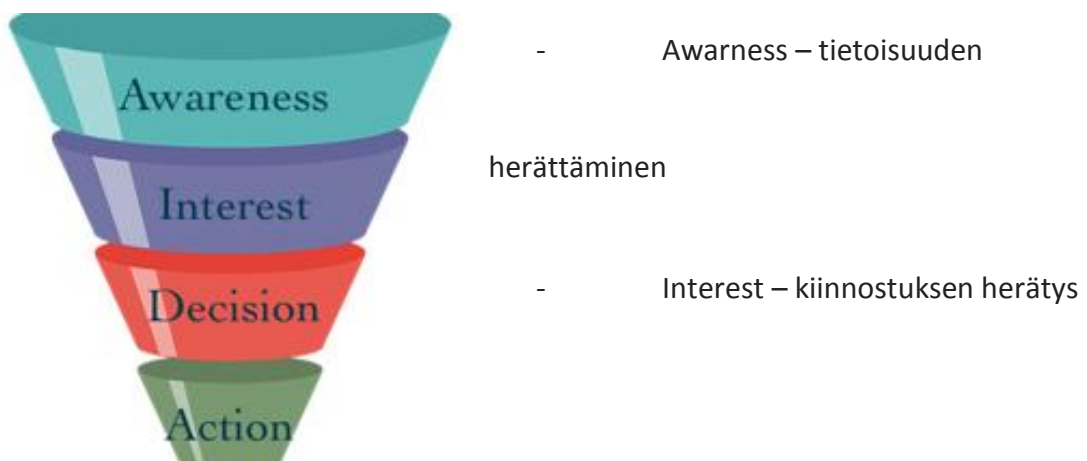 Awareness
Interest
Decision
Action
- Awarness – tietoisuuden
herättäminen
- Interest – kiinnostuksen herätys